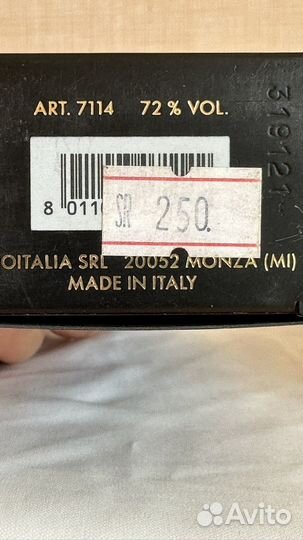 ART. 7114 72 % VOL.
319121
SR 250.
8 011
OITALIA SRL 20052 MONZA (MI)
MADE IN ITALY
Avito